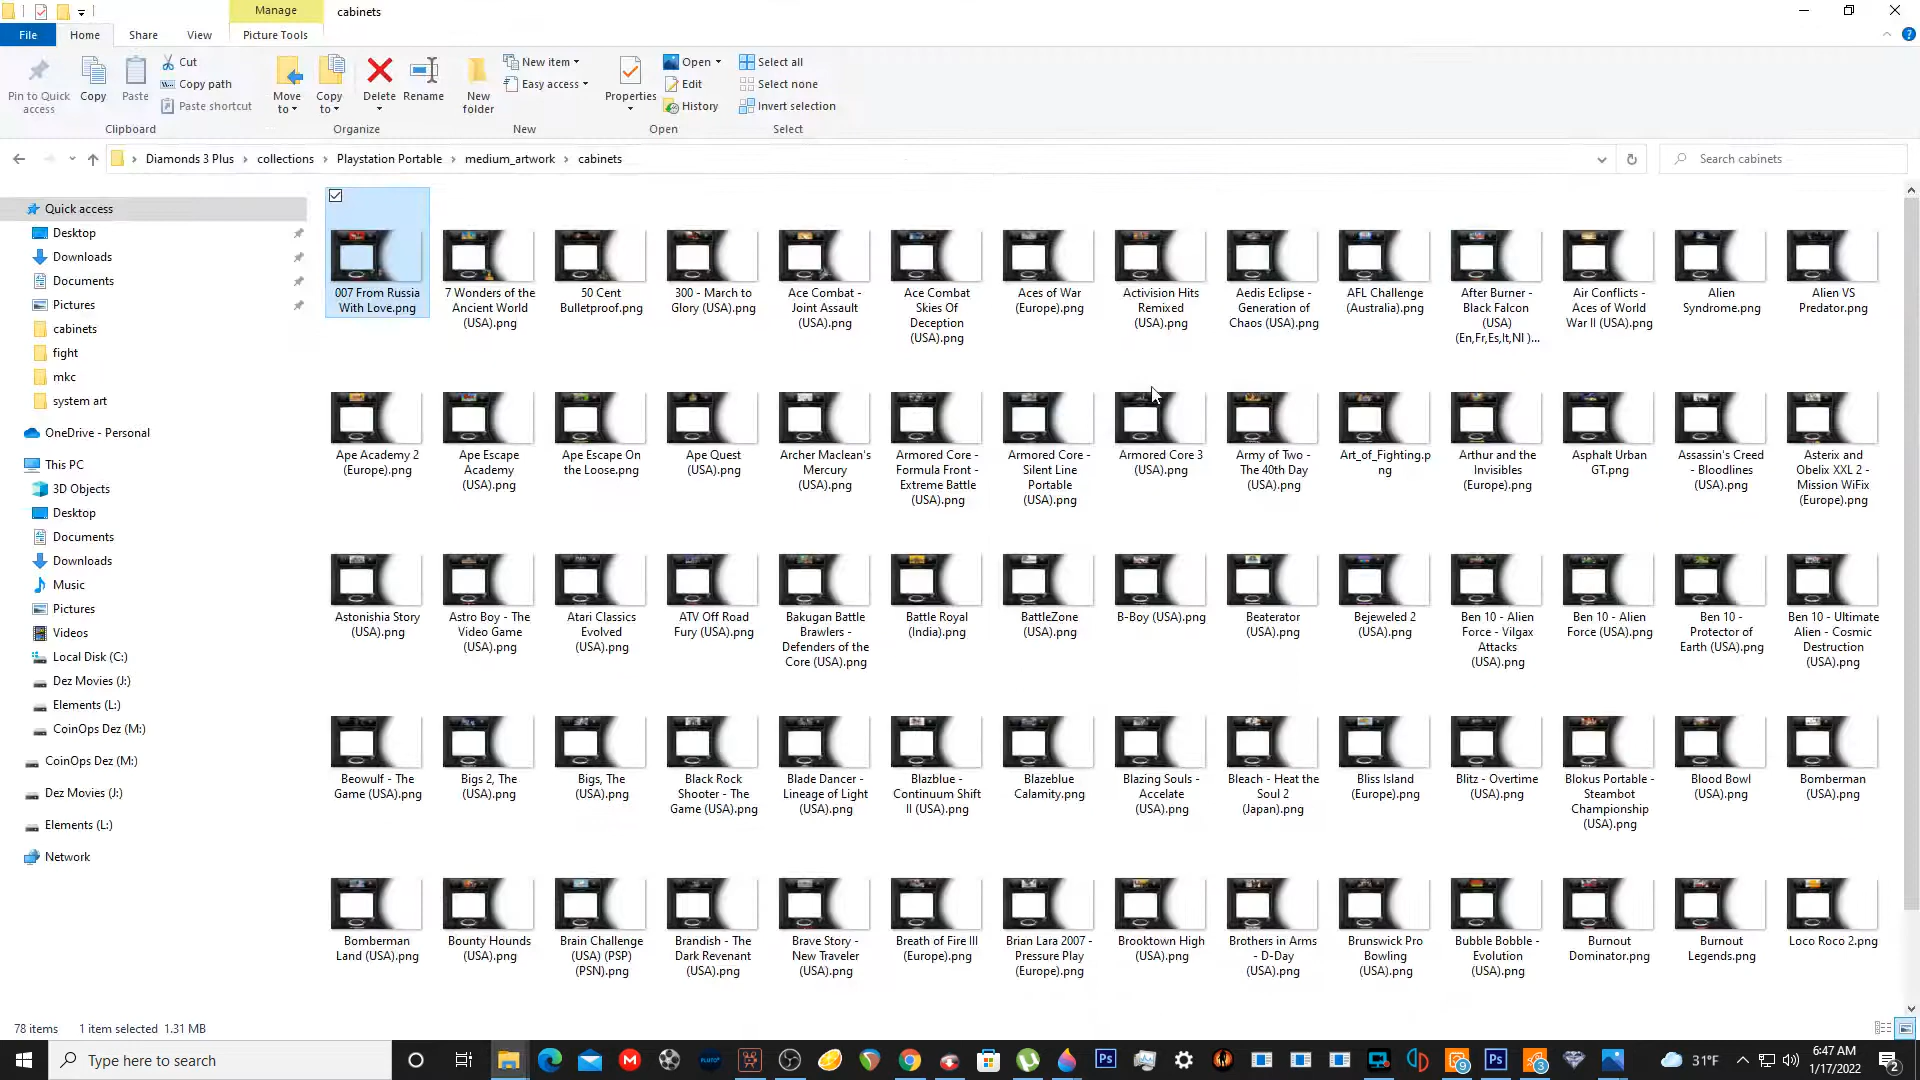 Manage
cabinets
File
Home
Share
View
Picture Tools
Pin to Quick
access
Copy
Paste
Cut
Copy path
Paste shortcut
Move
to
Copy
to
Delete
Rename
New
folder
New item
Easy access
Properties
Open
Edit
History
Select all
Select none
Invert selection
Clipboard
Organize
New
Open
Select
Diamonds 3 Plus
collections
Playstation Portable
medium_artwork
cabinets
Search cabinets
Quick access
Desktop
Downloads
Documents
Pictures
cabinets
fight
mkc
system art
OneDrive - Personal
This PC
3D Objects
Desktop
Documents
Downloads
Music
Pictures
Videos
Local Disk (C:)
Dez Movies (J:)
Elements (L:)
CoinOps Dez (M:)
CoinOps Dez (M:)
Dez Movies (J:)
Elements (L:)
Network
007 From Russia
With Love.png
7 Wonders of the
Ancient World
(USA).png
50 Cent
Bulletproof.png
300 - March to
Glory (USA).png
Ace Combat -
Joint Assault
(USA).png
Ace Combat
Skies Of
Deception
(USA).png
Aces of War
(Europe).png
Activision Hits
Remixed
(USA).png
Aedis Eclipse -
Generation of
Chaos (USA).png
AFL Challenge
(Australia).png
After Burner -
Black Falcon
(USA)
(En,Fr,Es,It,Nl )...
Air Conflicts -
Aces of World
War II (USA).png
Alien
Syndrome.png
Alien VS
Predator.png
Ape Academy 2
(Europe).png
Ape Escape
Academy
(USA).png
Ape Escape On
the Loose.png
Ape Quest
(USA).png
Archer Maclean's
Mercury
(USA).png
Armored Core -
Formula Front -
Extreme Battle
(USA).png
Armored Core -
Silent Line
Portable
(USA).png
Armored Core 3
(USA).png
Army of Two -
The 40th Day
(USA).png
Art_of_Fighting.p
ng
Arthur and the
Invisibles
(Europe).png
Asphalt Urban
GT.png
Assassin's Creed
- Bloodlines
(USA).png
Asterix and
Obelix XXL 2 -
Mission WiFix
(Europe).png
Astonishia Story
(USA).png
Astro Boy - The
Video Game
(USA).png
Atari Classics
Evolved
(USA).png
ATV Off Road
Fury (USA).png
Bakugan Battle
Brawlers -
Defenders of the
Core (USA).png
Battle Royal
(India).png
BattleZone
(USA).png
B-Boy (USA).png
Beaterator
(USA).png
Bejeweled 2
(USA).png
Ben 10 - Alien
Force - Vilgax
Attacks
(USA).png
Ben 10 - Alien
Force (USA).png
Ben 10 -
Protector of
Earth (USA).png
Ben 10 - Ultimate
Alien - Cosmic
Destruction
(USA).png
Beowulf - The
Game (USA).png
Bigs 2, The
(USA).png
Bigs, The
(USA).png
Black Rock
Shooter - The
Game (USA).png
Blade Dancer -
Lineage of Light
(USA).png
Blazblue -
Continuum Shift
II (USA).png
Blazeblue
Calamity.png
Blazing Souls -
Accelate
(USA).png
Bleach - Heat the
Soul 2
(Japan).png
Bliss Island
(Europe).png
Blitz - Overtime
(USA).png
Blokus Portable -
Steambot
Championship
(USA).png
Blood Bowl
(USA).png
Bomberman
(USA).png
Bomberman
Land (USA).png
Bounty Hounds
(USA).png
Brain Challenge
(USA) (PSP)
(PSN).png
Brandish - The
Dark Revenant
(USA).png
Brave Story -
New Traveler
(USA).png
Breath of Fire III
(Europe).png
Brian Lara 2007 -
Pressure Play
(Europe).png
Brooktown High
(USA).png
Brothers in Arms
- D-Day
(USA).png
Brunswick Pro
Bowling
(USA).png
Bubble Bobble -
Evolution
(USA).png
Burnout
Dominator.png
Burnout
Legends.png
Loco Roco 2.png
78 items
1 item selected 1.31 MB
Type here to search
31°F
6:47 AM
1/17/2022